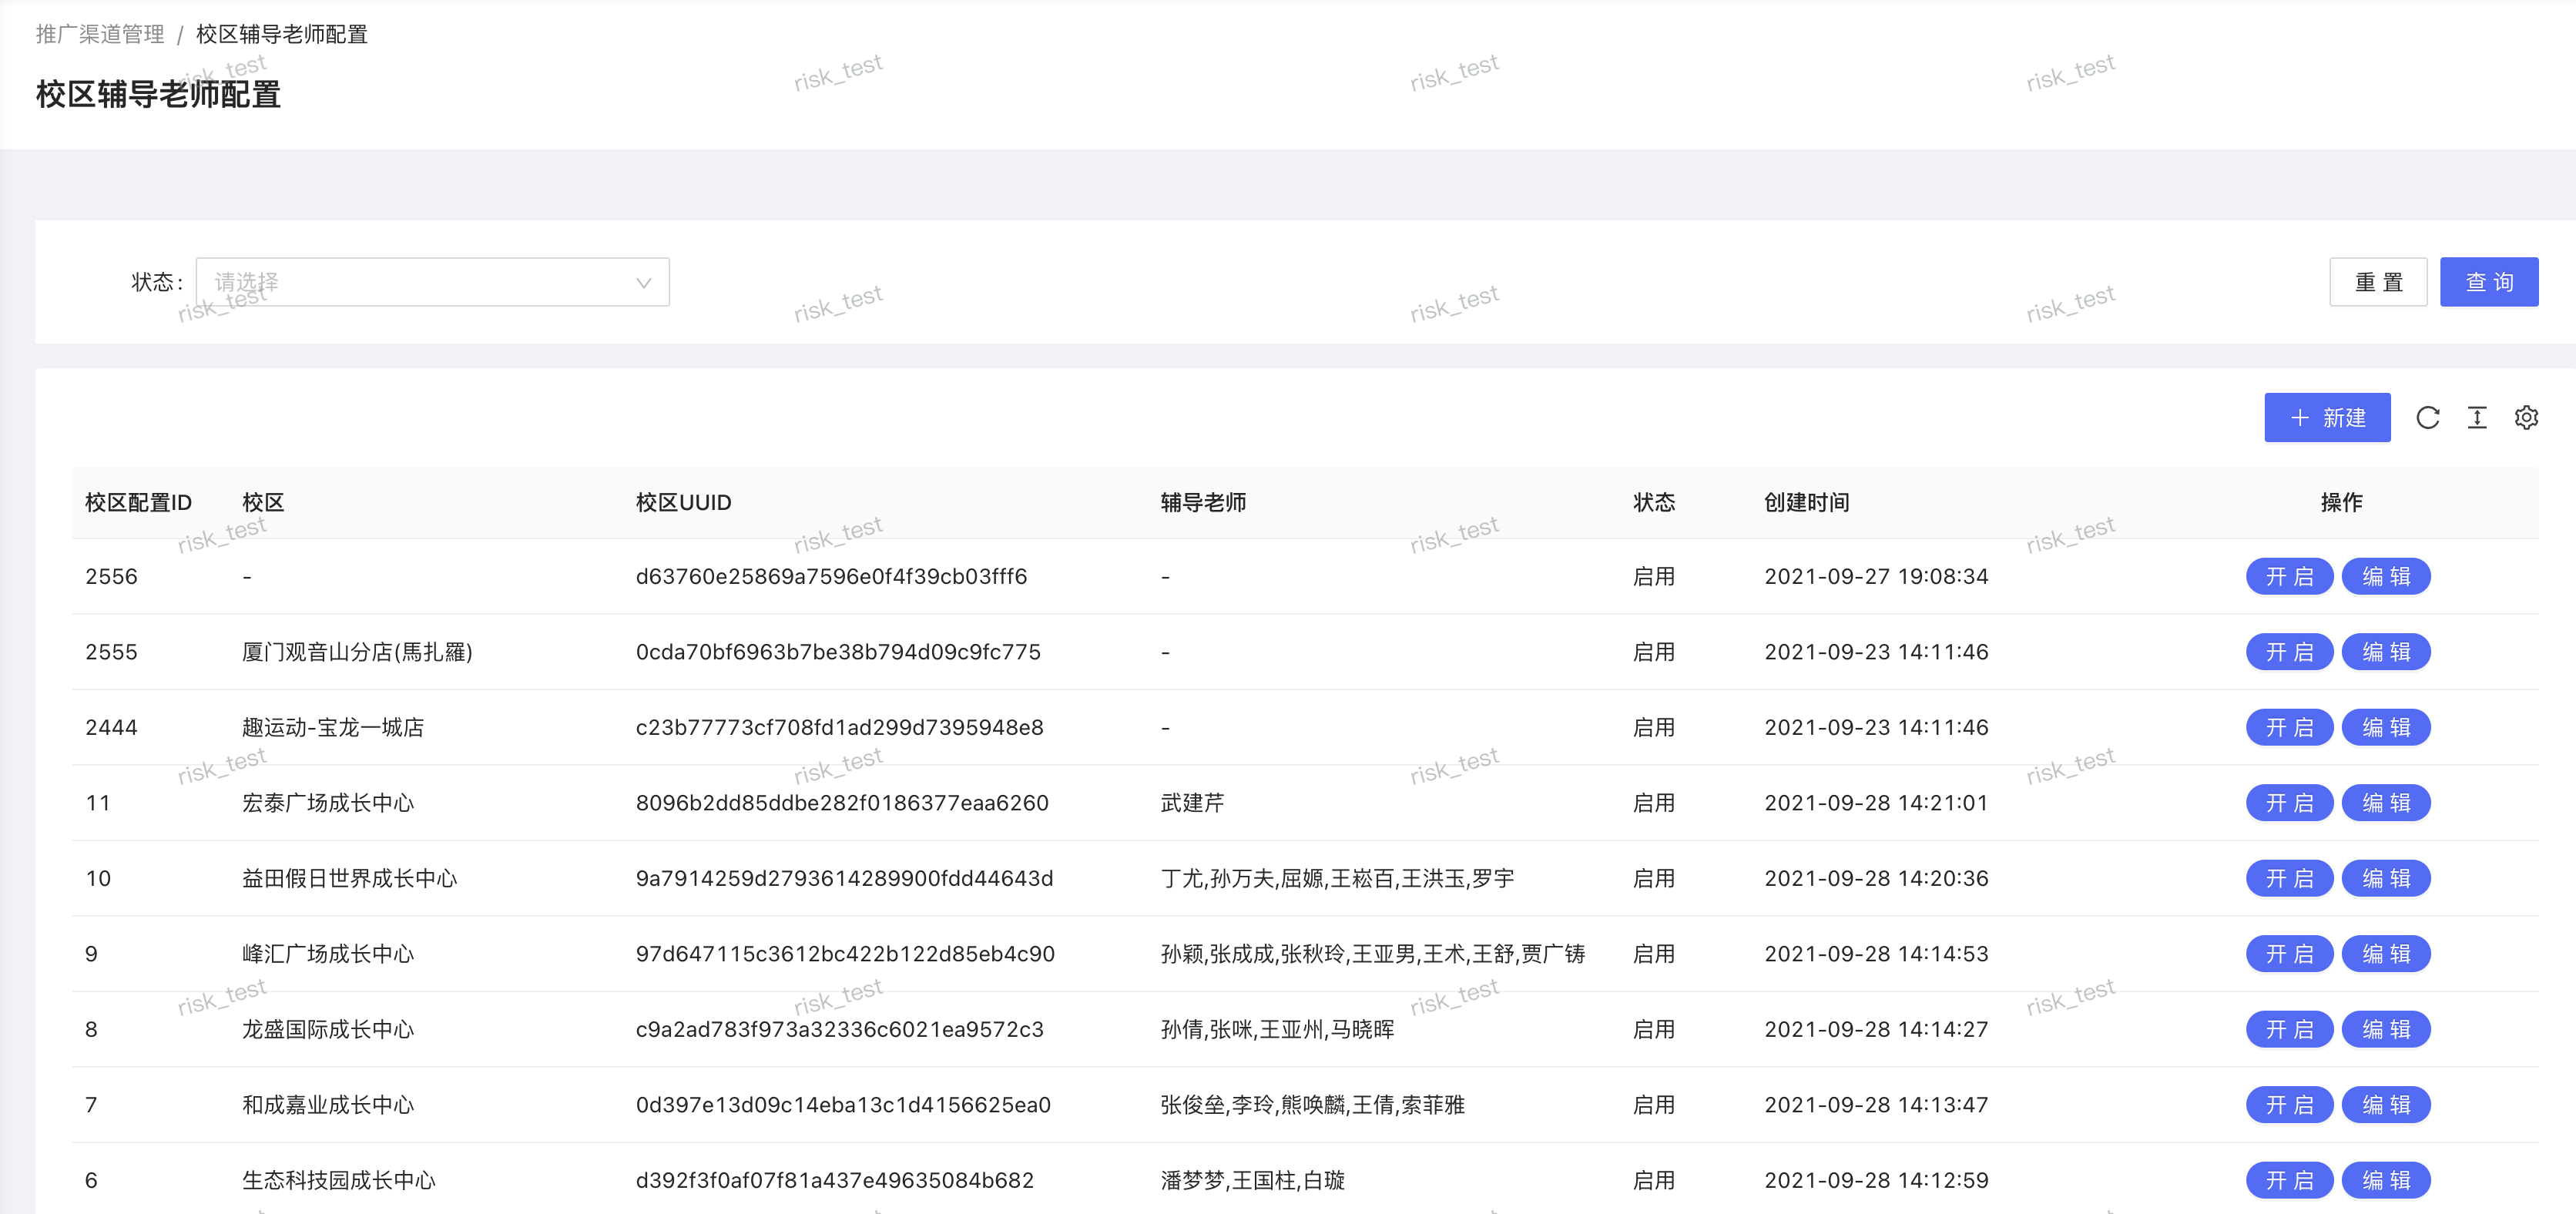 推广渠道管理 / 校区辅导老师配置
校区辅导老师配置
risk_test risk_test risk_test risk_test
状态: 请选择 重 置 查 询
risk_test risk_test risk_test risk_test
+ 新建
校区配置ID 校区 校区UUID 辅导老师 状态 创建时间 操作
risk_test risk_test risk_test risk_test
2556 - d63760e25869a7596e0f4f39cb03fff6 - 启用 2021-09-27 19:08:34 开 启 编 辑
2555 厦门观音山分店(馬扎羅) 0cda70bf6963b7be38b794d09c9fc775 - 启用 2021-09-23 14:11:46 开 启 编 辑
2444 趣运动-宝龙一城店 c23b77773cf708fd1ad299d7395948e8 - 启用 2021-09-23 14:11:46 开 启 编 辑
risk_test risk_test risk_test risk_test
11 宏泰广场成长中心 8096b2dd85ddbe282f0186377eaa6260 武建芹 启用 2021-09-28 14:21:01 开 启 编 辑
10 益田假日世界成长中心 9a7914259d2793614289900fdd44643d 丁尤,孙万夫,屈嫄,王崧百,王洪玉,罗宇 启用 2021-09-28 14:20:36 开 启 编 辑
9 峰汇广场成长中心 97d647115c3612bc422b122d85eb4c90 孙颖,张成成,张秋玲,王亚男,王术,王舒,贾广铸 启用 2021-09-28 14:14:53 开 启 编 辑
risk_test risk_test risk_test risk_test
8 龙盛国际成长中心 c9a2ad783f973a32336c6021ea9572c3 孙倩,张咪,王亚州,马晓晖 启用 2021-09-28 14:14:27 开 启 编 辑
7 和成嘉业成长中心 0d397e13d09c14eba13c1d4156625ea0 张俊垒,李玲,熊唤麟,王倩,索菲雅 启用 2021-09-28 14:13:47 开 启 编 辑
6 生态科技园成长中心 d392f3f0af07f81a437e49635084b682 潘梦梦,王国柱,白璇 启用 2021-09-28 14:12:59 开 启 编 辑